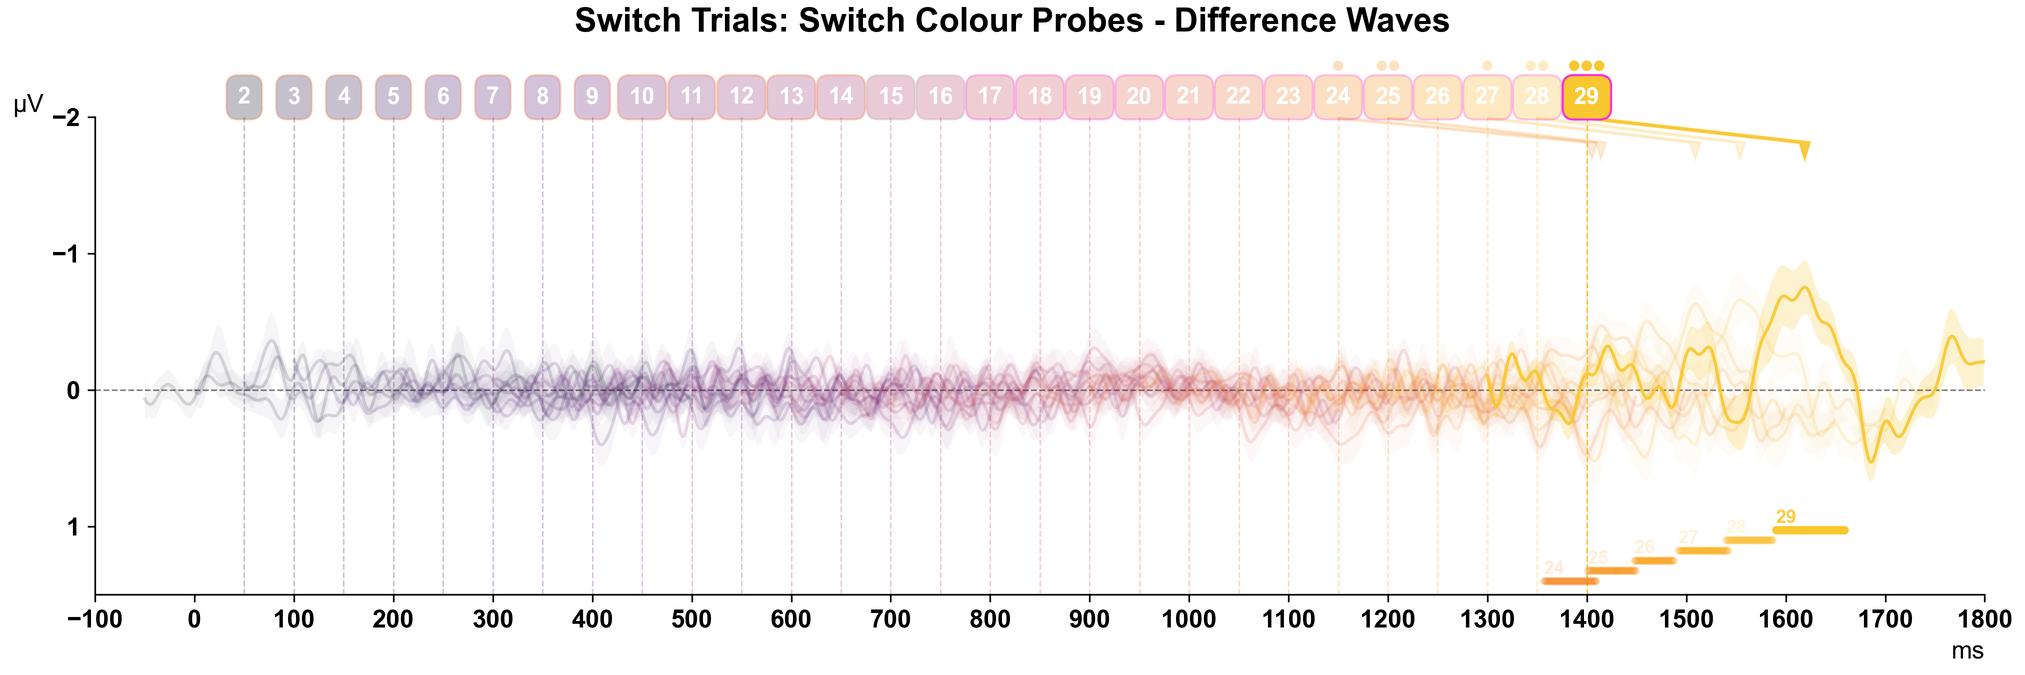 Switch Trials: Switch Colour Probes - Difference Waves
µV
2 3 4 5 6 7 8 9 10 11 12 13 14 15 16 17 18 19 20 21 22 23 24 25 26 27 28 29
−2
−1
0
1
29
28
27
26
25
24
−100 0 100 200 300 400 500 600 700 800 900 1000 1100 1200 1300 1400 1500 1600 1700 1800
ms